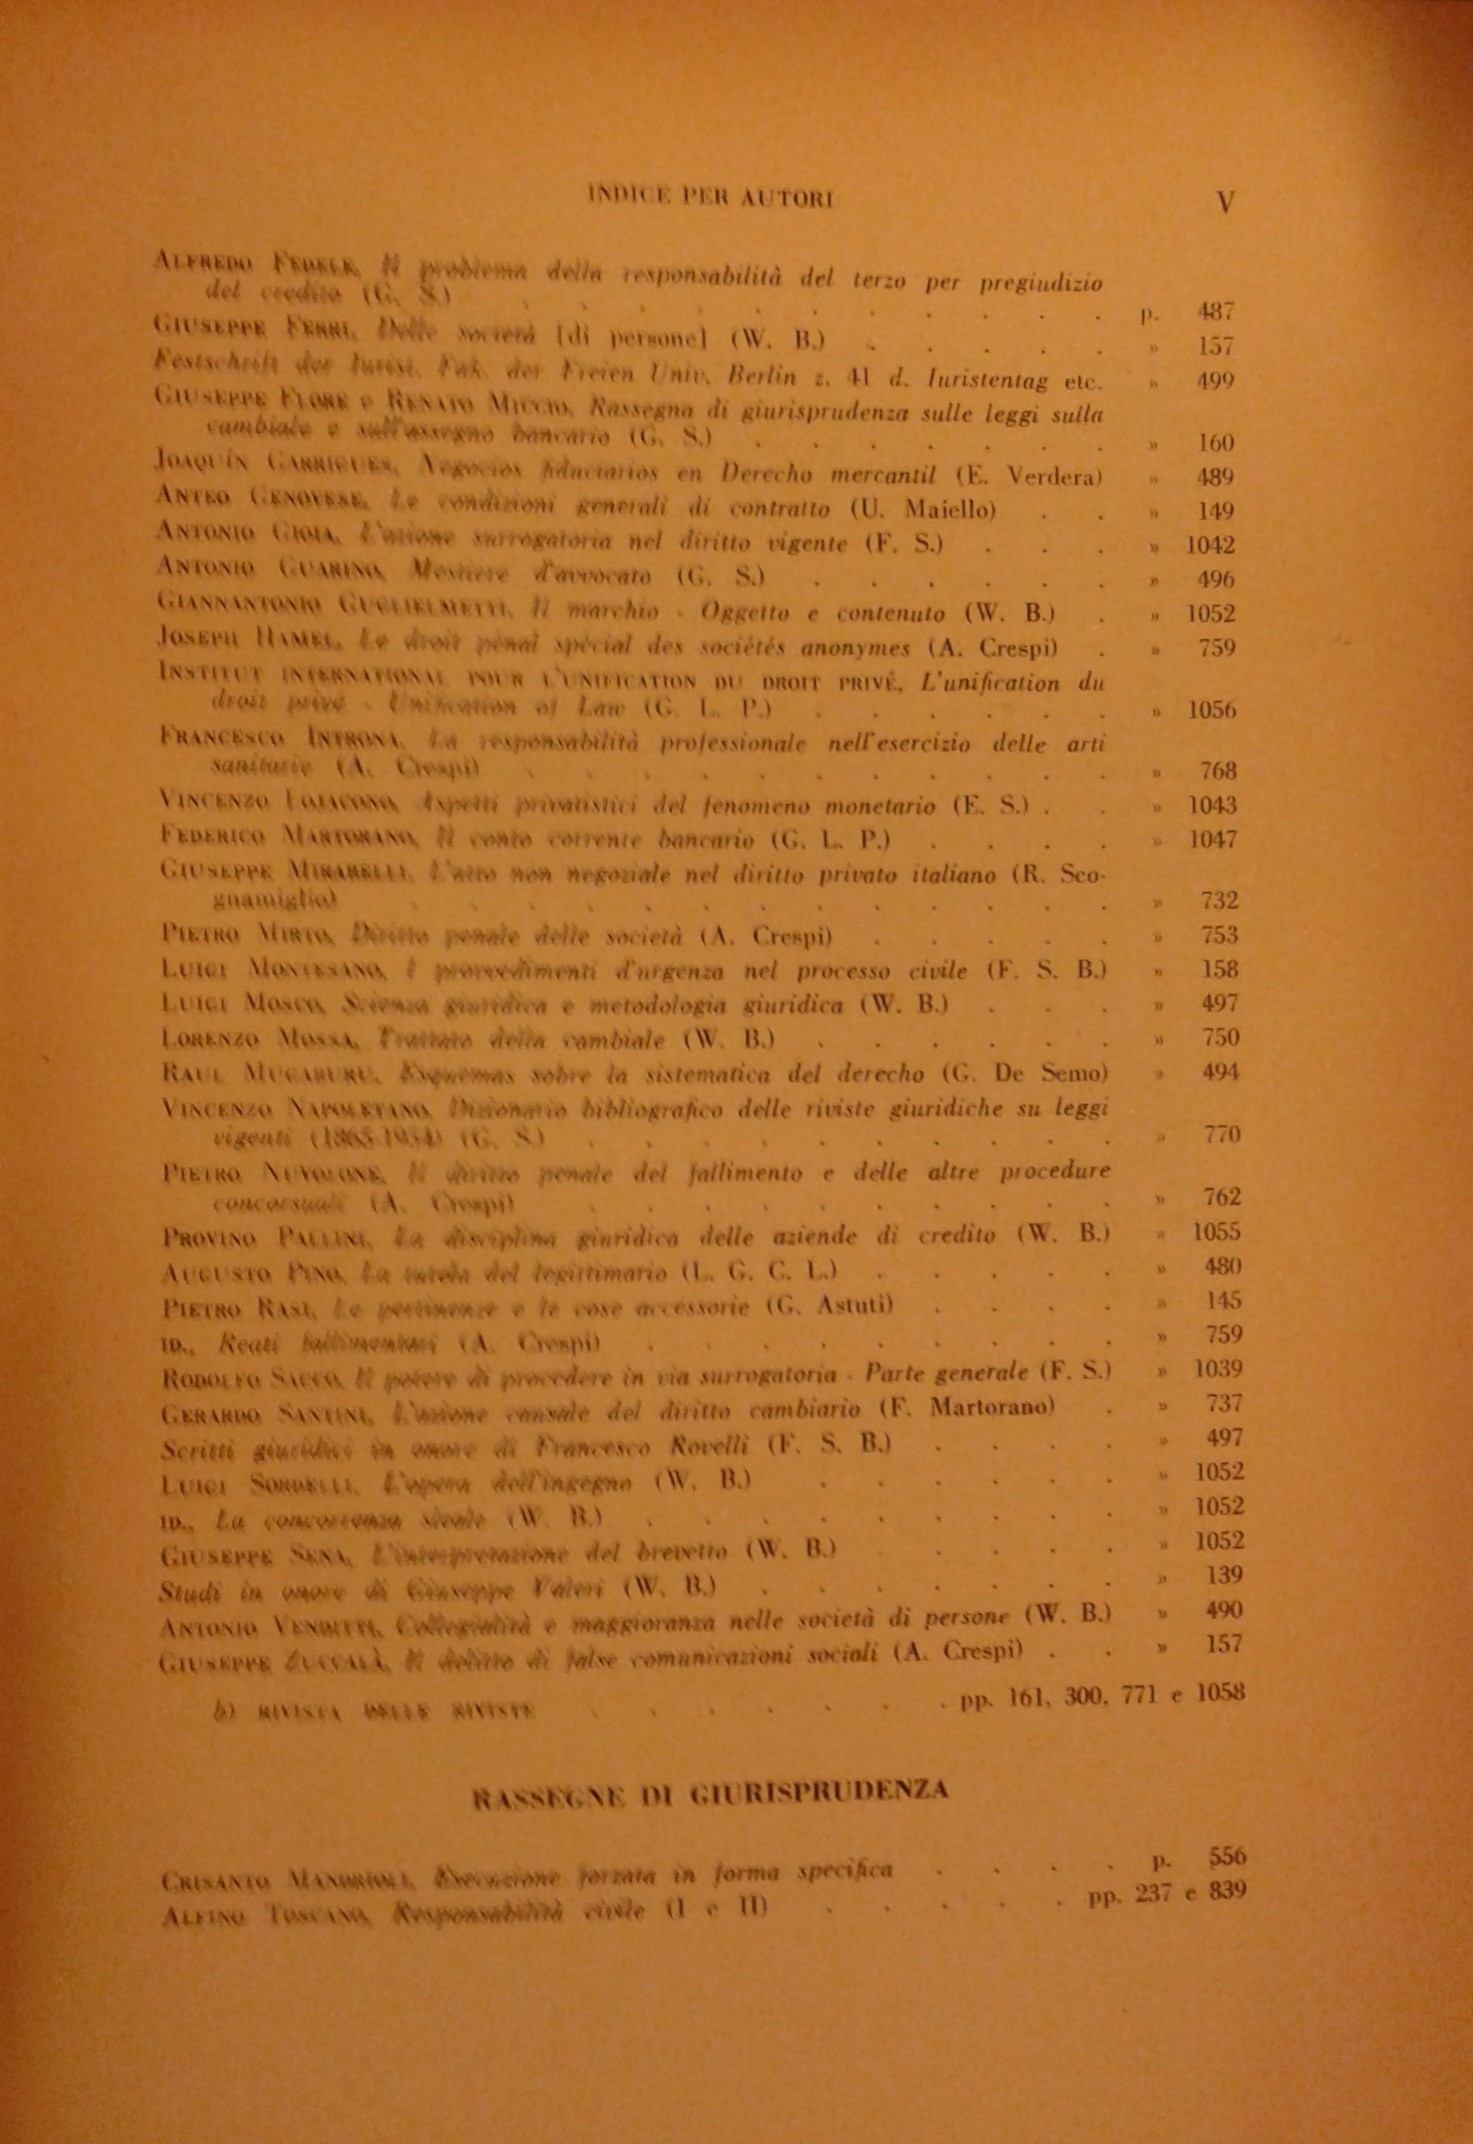 INDICE PER AUTORI V
ALFREDO FEDELE, Il problema della responsabilità del terzo per pregiudizio
del credito (G. S.) . . . . . . . . . . p. 487
GIUSEPPE FERRI, Delle società [di persone] (W. B.) . . . . . » 157
Festschrift der Jurist. Fak. der Freien Univ. Berlin z. 41 d. Juristentag etc. » 499
GIUSEPPE FIORE e RENATO MICCIO, Rassegna di giurisprudenza sulle leggi sulla
cambiale e sull'assegno bancario (G. S.) . . . . . . . » 160
JOAQUÍN GARRIGUES, Negocios fiduciarios en Derecho mercantil (E. Verdera) » 489
ANTEO GENOVESE, Le condizioni generali di contratto (U. Maiello) . . » 149
ANTONIO GIOIA, L'azione surrogatoria nel diritto vigente (F. S.) . . . » 1042
ANTONIO GUARINO, Mestiere d'avvocato (G. S.) . . . . . . » 496
GIANNANTONIO GUGLIELMETTI, Il marchio - Oggetto e contenuto (W. B.) . » 1052
JOSEPH HAMEL, Le droit pénal spécial des sociétés anonymes (A. Crespi) . » 759
INSTITUT INTERNATIONAL POUR L'UNIFICATION DU DROIT PRIVÉ, L'unification du
droit privé - Unification of Law (G. L. P.) . . . . . . » 1056
FRANCESCO INTRONA, La responsabilità professionale nell'esercizio delle arti
sanitarie (A. Crespi) . . . . . . . . . . . » 768
VINCENZO LOJACONO, Aspetti privatistici del fenomeno monetario (E. S.) . . » 1043
FEDERICO MARTORANO, Il conto corrente bancario (G. L. P.) . . . . » 1047
GIUSEPPE MIRABELLI, L'atto non negoziale nel diritto privato italiano (R. Sco-
gnamiglio) . . . . . . . . . . . . » 732
PIETRO MIRTO, Diritto penale delle società (A. Crespi) . . . . . » 753
LUIGI MONTESANO, I provvedimenti d'urgenza nel processo civile (F. S. B.) » 158
LUIGI MOSCO, Scienza giuridica e metodologia giuridica (W. B.) . . . » 497
LORENZO MOSSA, Trattato della cambiale (W. B.) . . . . . . » 750
RAUL MUGABURU, Esquemas sobre la sistematica del derecho (G. De Semo) » 494
VINCENZO NAPOLETANO, Dizionario bibliografico delle riviste giuridiche su leggi
vigenti (1865-1954) (G. S.) . . . . . . . . . . » 770
PIETRO NUVOLONE, Il diritto penale del fallimento e delle altre procedure
concorsuali (A. Crespi) . . . . . . . . . . » 762
PROVINO PALLINI, La disciplina giuridica delle aziende di credito (W. B.) » 1055
AUGUSTO PINO, La tutela del legittimario (L. G. C. L.) . . . . . » 480
PIETRO RASI, Le pertinenze e le cose accessorie (G. Astuti) . . . . » 145
ID., Reati fallimentari (A. Crespi) . . . . . . . . . » 759
RODOLFO SACCO, Il potere di procedere in via surrogatoria - Parte generale (F. S.) » 1039
GERARDO SANTINI, L'azione causale del diritto cambiario (F. Martorano) . » 737
Scritti giuridici in onore di Francesco Rovelli (F. S. B.) . . . . » 497
LUIGI SORDELLI, L'opera dell'ingegno (W. B.) . . . . . . » 1052
ID., La concorrenza sleale (W. B.) . . . . . . . . . » 1052
GIUSEPPE SENA, L'interpretazione del brevetto (W. B.) . . . . » 1052
Studi in onore di Giuseppe Valeri (W. B.) . . . . . . . » 139
ANTONIO VENDITTI, Collegialità e maggioranza nelle società di persone (W. B.) » 490
GIUSEPPE ZUCCALÀ, Il delitto di false comunicazioni sociali (A. Crespi) . . » 157
b) RIVISTA DELLE RIVISTE . . . . . . . pp. 161, 300, 771 e 1058
RASSEGNE DI GIURISPRUDENZA
CRISANTO MANDRIOLI, Esecuzione forzata in forma specifica . . . . p. 556
ALFINO TOSCANO, Responsabilità civile (I e II) . . . . . pp. 237 e 839